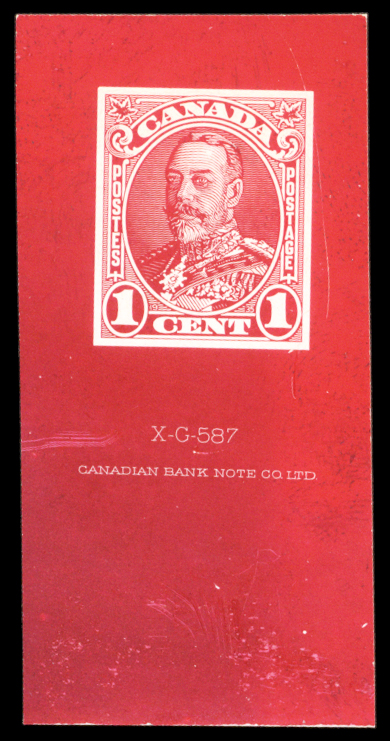 CANADA
POSTES
POSTAGE
1 CENT 1
X-G-587
CANADIAN BANK NOTE CO. LTD.